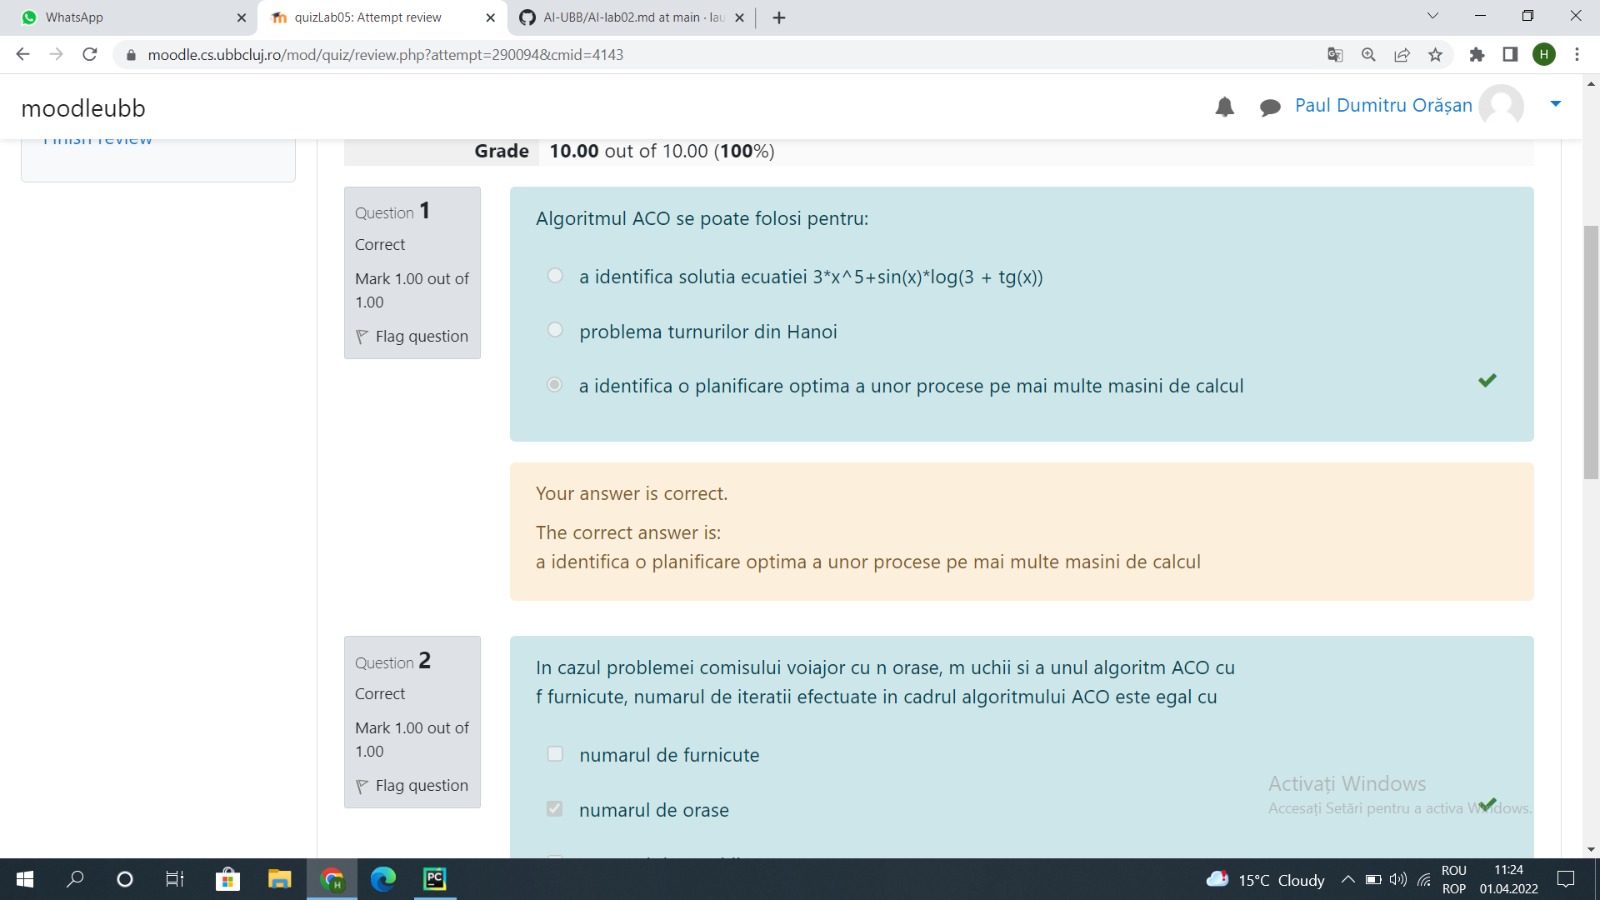 WhatsApp
quizLab05: Attempt review
AI-UBB/AI-lab02.md at main · lau
moodle.cs.ubbcluj.ro/mod/quiz/review.php?attempt=290094&cmid=4143
H
moodleubb
Paul Dumitru Orășan
Finish review
Grade 10.00 out of 10.00 (100%)
Question 1
Correct
Mark 1.00 out of
1.00
Flag question
Algoritmul ACO se poate folosi pentru:
a identifica solutia ecuatiei 3*x^5+sin(x)*log(3 + tg(x))
problema turnurilor din Hanoi
a identifica o planificare optima a unor procese pe mai multe masini de calcul
Your answer is correct.
The correct answer is:
a identifica o planificare optima a unor procese pe mai multe masini de calcul
Question 2
Correct
Mark 1.00 out of
1.00
Flag question
In cazul problemei comisului voiajor cu n orase, m uchii si a unul algoritm ACO cu
f furnicute, numarul de iteratii efectuate in cadrul algoritmului ACO este egal cu
numarul de furnicute
numarul de orase
Activați Windows
Accesați Setări pentru a activa Windows.
H
PC
15°C Cloudy
ROU
ROP
11:24
01.04.2022